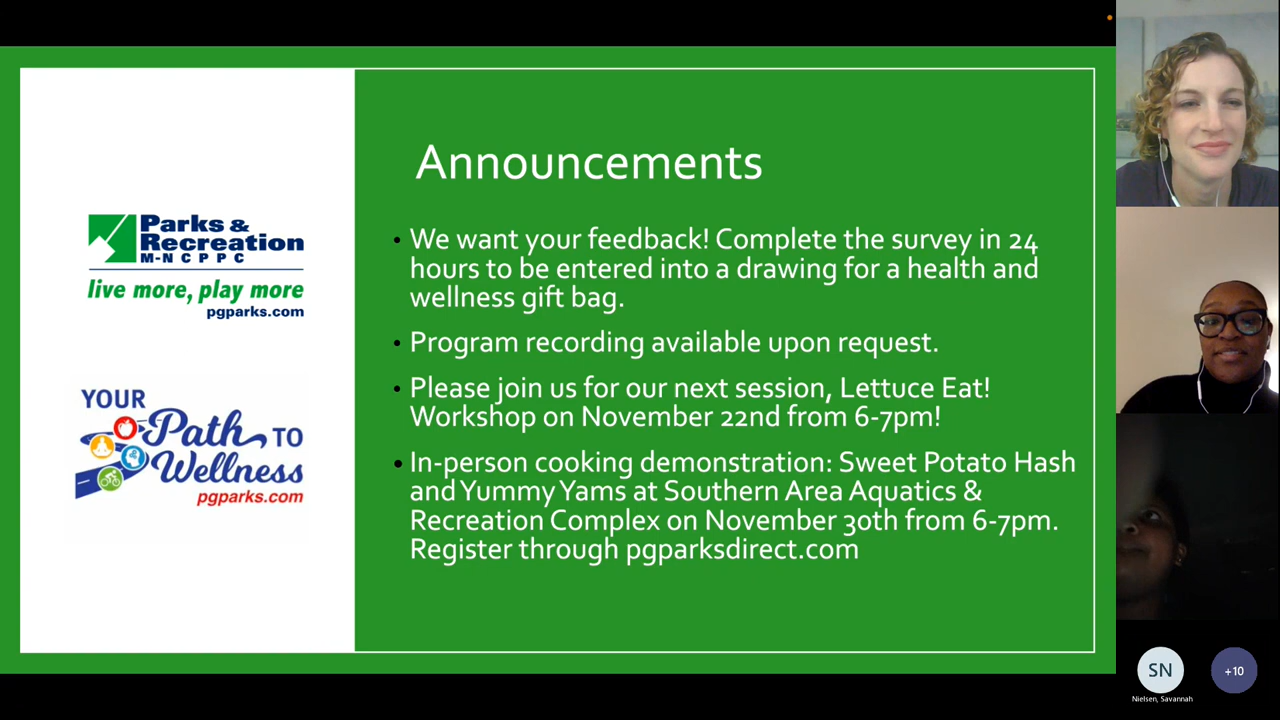 Announcements
• We want your feedback! Complete the survey in 24
hours to be entered into a drawing for a health and
wellness gift bag.
• Program recording available upon request.
• Please join us for our next session, Lettuce Eat!
Workshop on November 22nd from 6-7pm!
• In-person cooking demonstration: Sweet Potato Hash
and Yummy Yams at Southern Area Aquatics &
Recreation Complex on November 30th from 6-7pm.
Register through pgparksdirect.com
Parks &
Recreation
M-NCPPC
live more, play more
pgparks.com
YOUR
Path TO
Wellness
pgparks.com
SN
+10
Nielsen, Savannah